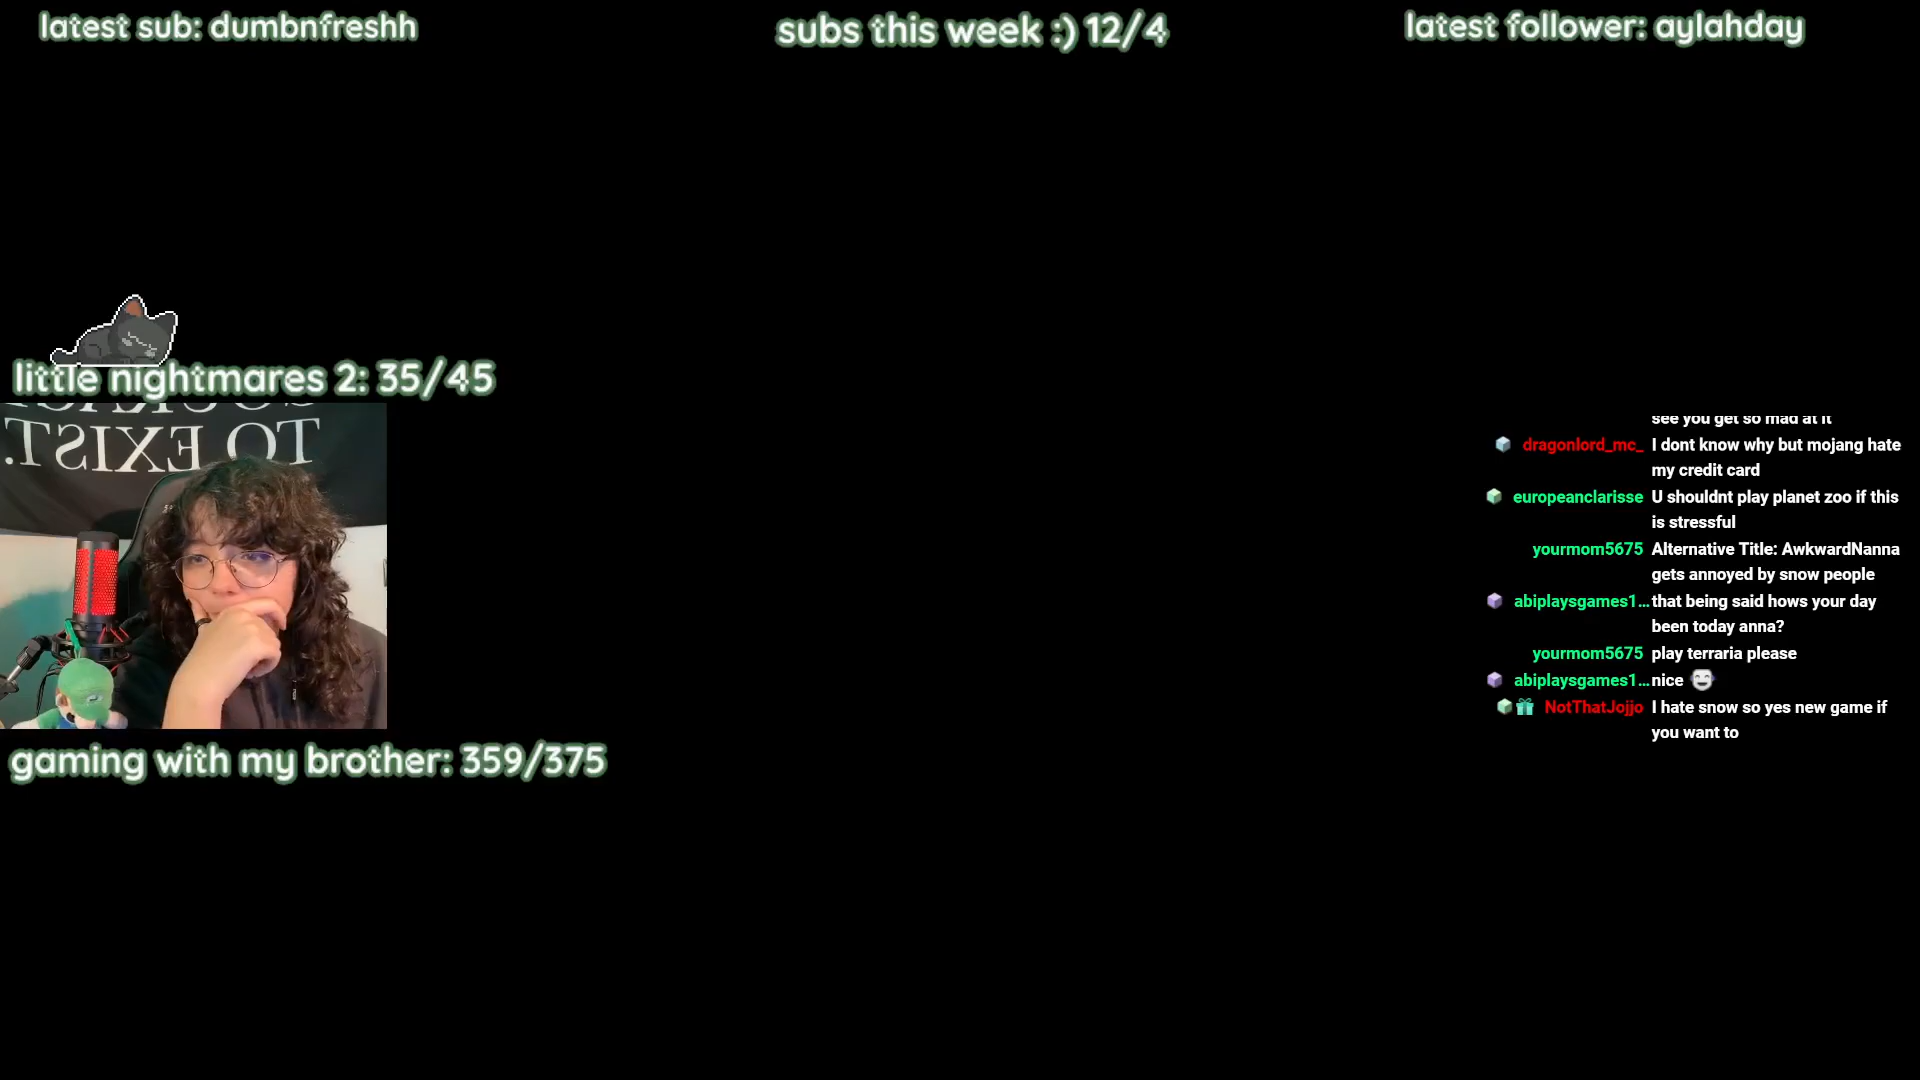 latest sub: dumbnfreshh
subs this week :) 12/4
latest follower: aylahday
little nightmares 2: 35/45
TO EXIST.
see you get so mad at it
dragonlord_mc_ I dont know why but mojang hate
my credit card
europeanclarisse U shouldnt play planet zoo if this
is stressful
yourmom5675 Alternative Title: AwkwardNanna
gets annoyed by snow people
abiplaysgames1... that being said hows your day
been today anna?
yourmom5675 play terraria please
abiplaysgames1... nice
NotThatJojjo I hate snow so yes new game if
you want to
gaming with my brother: 359/375